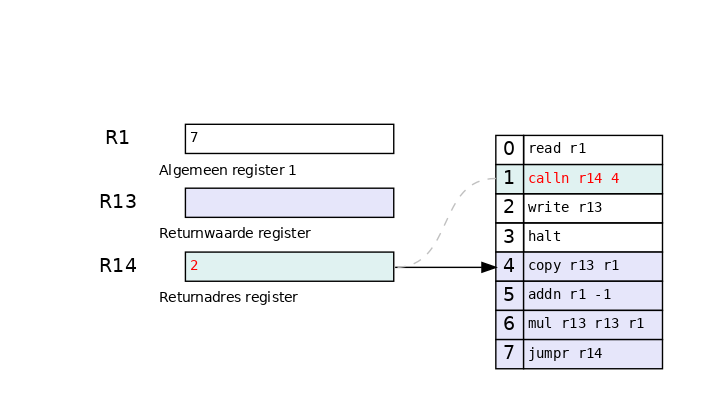 R1
7
Algemeen register 1
R13
Returnwaarde register
R14
2
Returnadres register
0 read r1
1 calln r14 4
2 write r13
3 halt
4 copy r13 r1
5 addn r1 -1
6 mul r13 r13 r1
7 jumpr r14